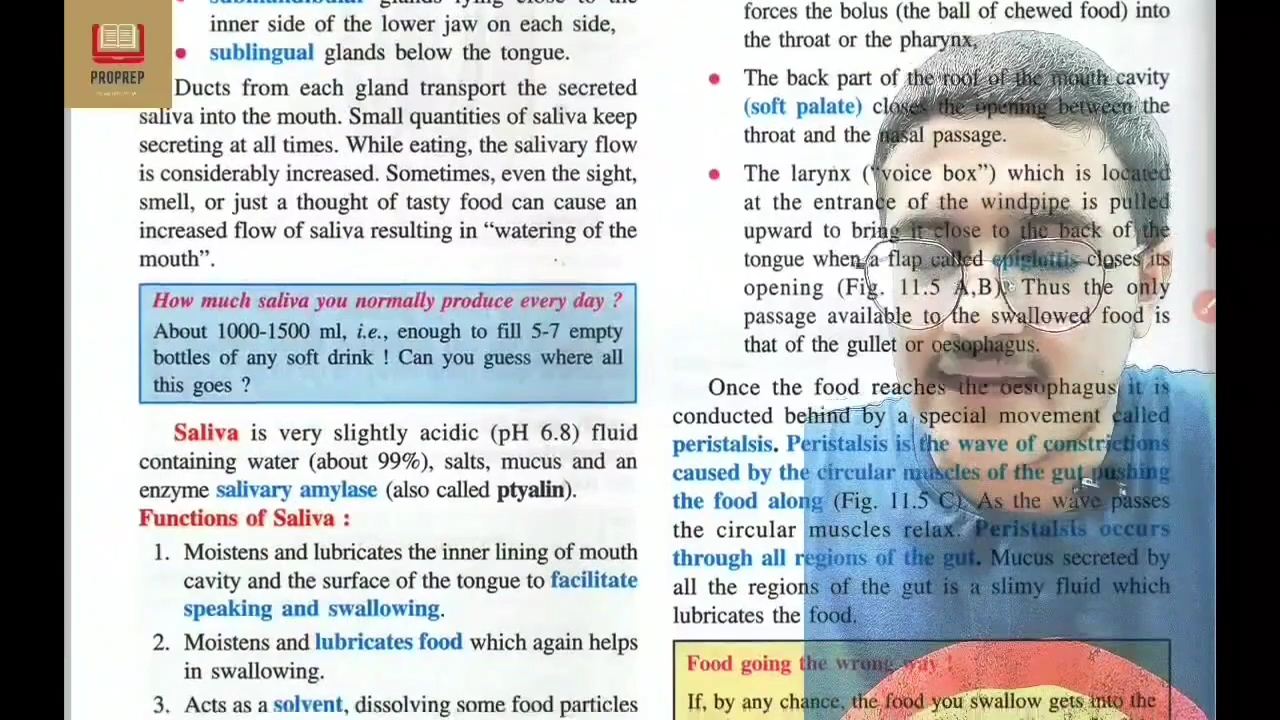 PROPREP
submandibular glands lying close to the
inner side of the lower jaw on each side,
• sublingual glands below the tongue.
Ducts from each gland transport the secreted
saliva into the mouth. Small quantities of saliva keep
secreting at all times. While eating, the salivary flow
is considerably increased. Sometimes, even the sight,
smell, or just a thought of tasty food can cause an
increased flow of saliva resulting in “watering of the
mouth”.
How much saliva you normally produce every day ?
About 1000-1500 ml, i.e., enough to fill 5-7 empty
bottles of any soft drink ! Can you guess where all
this goes ?
Saliva is very slightly acidic (pH 6.8) fluid
containing water (about 99%), salts, mucus and an
enzyme salivary amylase (also called ptyalin).
Functions of Saliva :
1. Moistens and lubricates the inner lining of mouth
cavity and the surface of the tongue to facilitate
speaking and swallowing.
2. Moistens and lubricates food which again helps
in swallowing.
3. Acts as a solvent, dissolving some food particles
forces the bolus (the ball of chewed food) into
the throat or the pharynx.
• The back part of the roof of the mouth cavity
(soft palate) closes the opening between the
throat and the nasal passage.
• The larynx (“voice box”) which is located
at the entrance of the windpipe is pulled
upward to bring it close to the back of the
tongue when a flap called epiglottis closes its
opening (Fig. 11.5 A,B). Thus the only
passage available to the swallowed food is
that of the gullet or oesophagus.
Once the food reaches the oesophagus it is
conducted behind by a special movement called
peristalsis. Peristalsis is the wave of constrictions
caused by the circular muscles of the gut pushing
the food along (Fig. 11.5 C). As the wave passes
the circular muscles relax. Peristalsis occurs
through all regions of the gut. Mucus secreted by
all the regions of the gut is a slimy fluid which
lubricates the food.
Food going the wrong way !
If, by any chance, the food you swallow gets into the